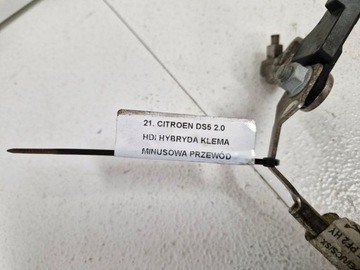 21. CITROEN DS5 2.0
HDI HYBRYDA KLEMA
MINUSOWA PRZEWÓD